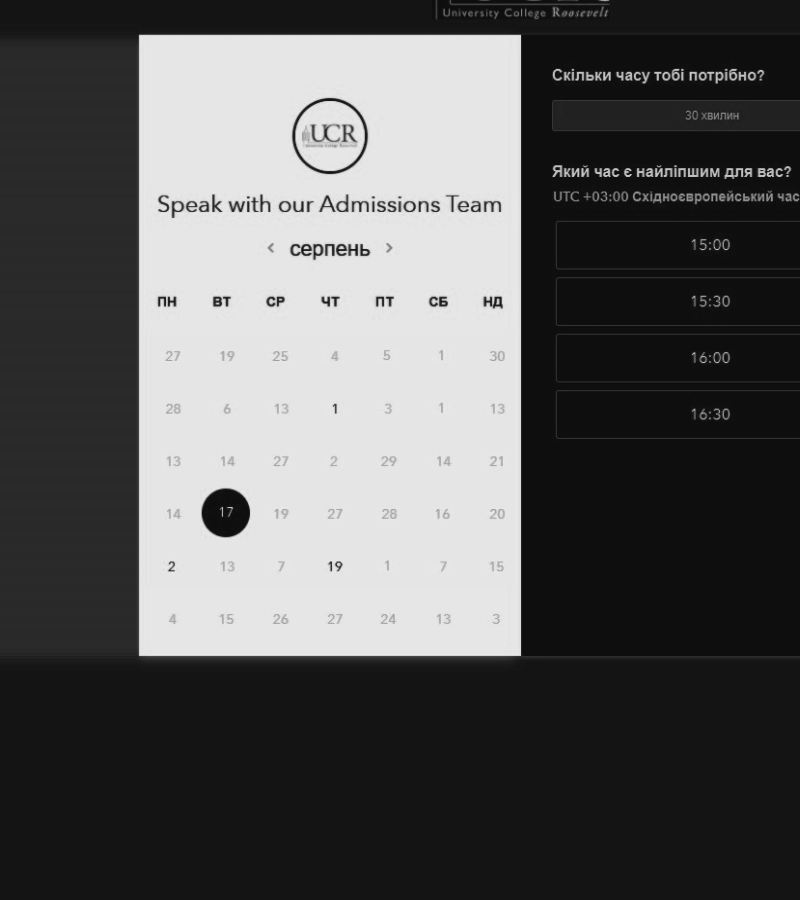 University College Roosevelt
UCR
Speak with our Admissions Team
серпень
ПН ВТ СР ЧТ ПТ СБ НД
27 19 25 4 5 1 30
28 6 13 1 3 1 13
13 14 27 2 29 14 21
14 17 19 27 28 16 20
2 13 7 19 1 7 15
4 15 26 27 24 13 3
Скільки часу тобі потрібно?
30 хвилин
Який час є найліпшим для вас?
UTC +03:00 Східноєвропейський час
15:00
15:30
16:00
16:30